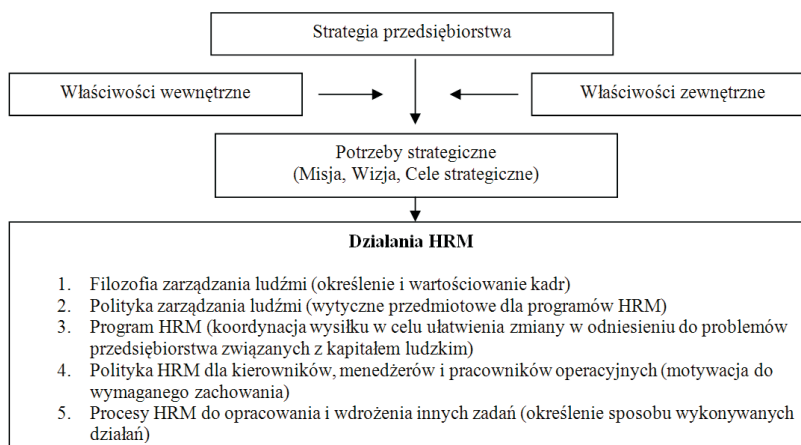 Strategia przedsiębiorstwa
Właściwości wewnętrzne
Właściwości zewnętrzne
Potrzeby strategiczne
(Misja, Wizja, Cele strategiczne)
Działania HRM
1. Filozofia zarządzania ludźmi (określenie i wartościowanie kadr)
2. Polityka zarządzania ludźmi (wytyczne przedmiotowe dla programów HRM)
3. Program HRM (koordynacja wysiłku w celu ułatwienia zmiany w odniesieniu do problemów
przedsiębiorstwa związanych z kapitałem ludzkim)
4. Polityka HRM dla kierowników, menedżerów i pracowników operacyjnych (motywacja do
wymaganego zachowania)
5. Procesy HRM do opracowania i wdrożenia innych zadań (określenie sposobu wykonywanych
działań)